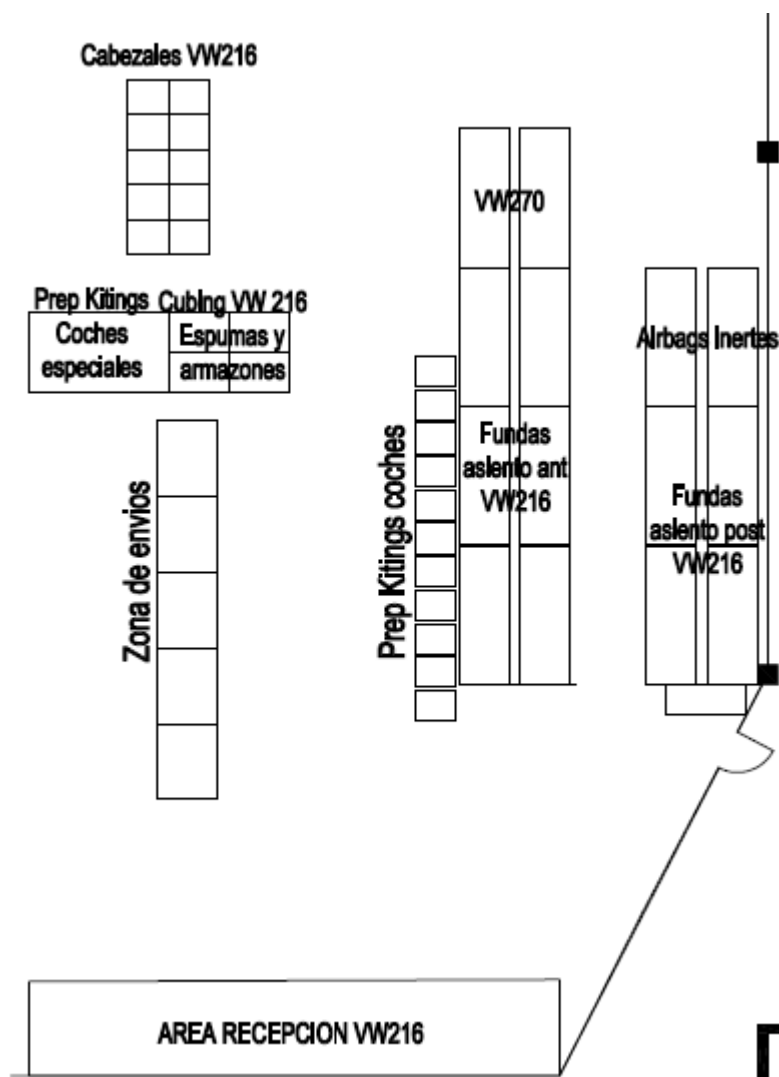 Cabezales VW216
VW270
Prep Kitings
Cubing VW 216
Coches
especiales
Espumas y
armazones
Airbags
Inertes
Zona de envios
Prep Kitings coches
Fundas
asiento ant
VW216
Fundas
asiento post
VW216
AREA RECEPCION VW216